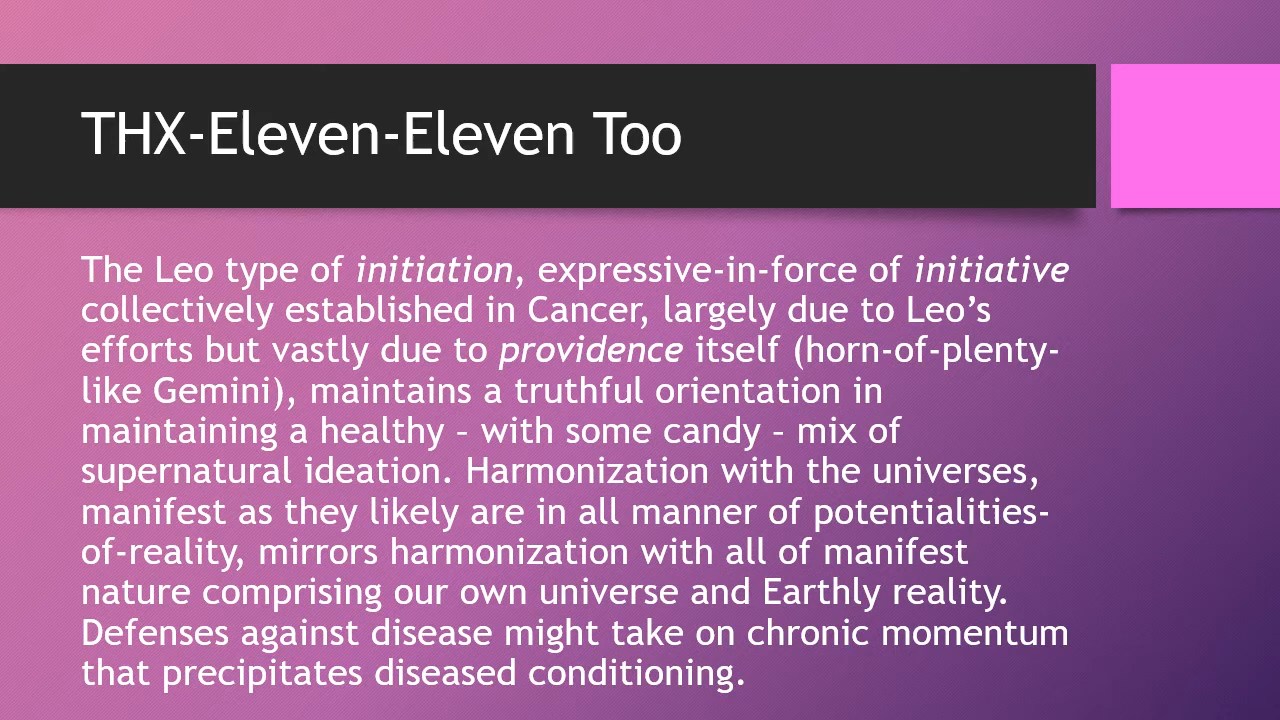 THX-Eleven-Eleven Too
The Leo type of initiation, expressive-in-force of initiative
collectively established in Cancer, largely due to Leo’s
efforts but vastly due to providence itself (horn-of-plenty-
like Gemini), maintains a truthful orientation in
maintaining a healthy – with some candy – mix of
supernatural ideation. Harmonization with the universes,
manifest as they likely are in all manner of potentialities-
of-reality, mirrors harmonization with all of manifest
nature comprising our own universe and Earthly reality.
Defenses against disease might take on chronic momentum
that precipitates diseased conditioning.